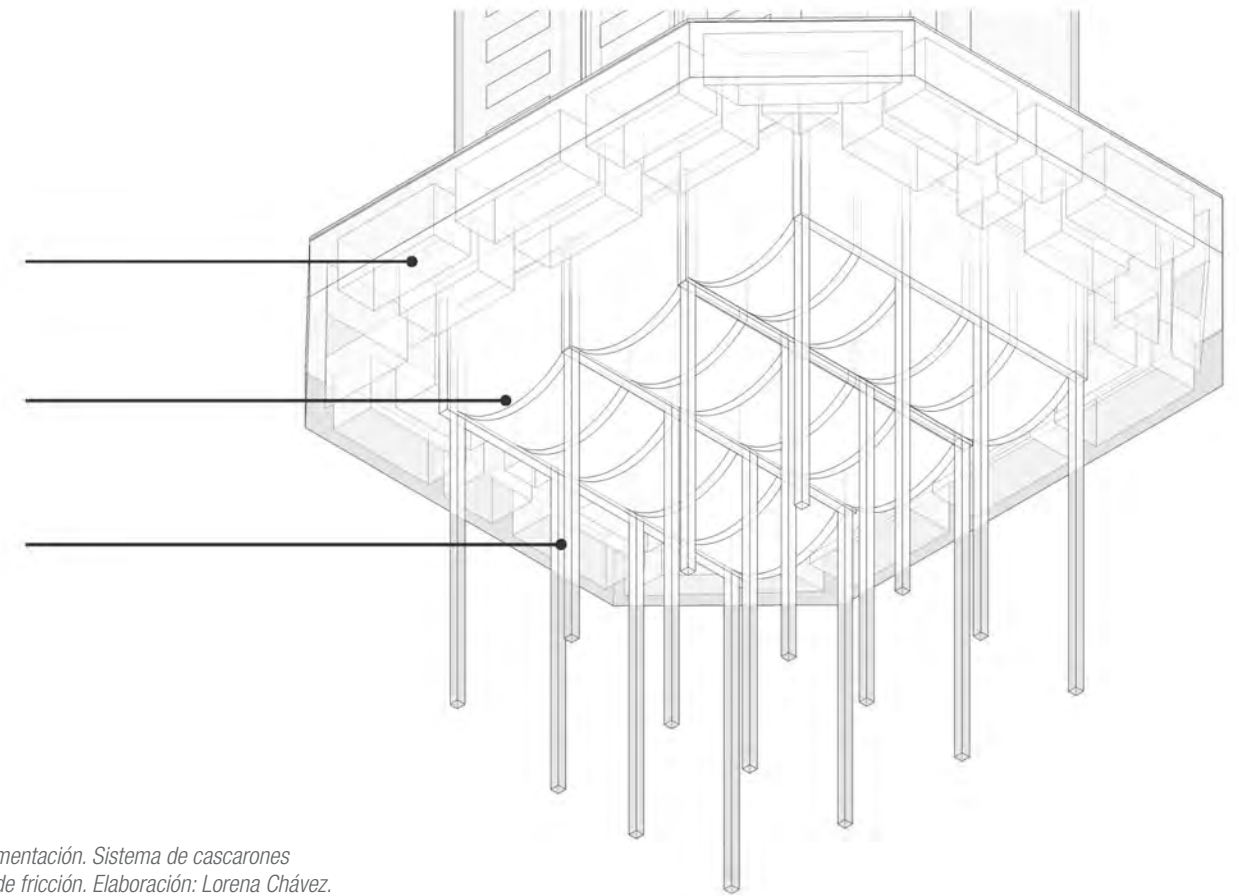 mentación. Sistema de cascarones
de fricción. Elaboración: Lorena Chávez.